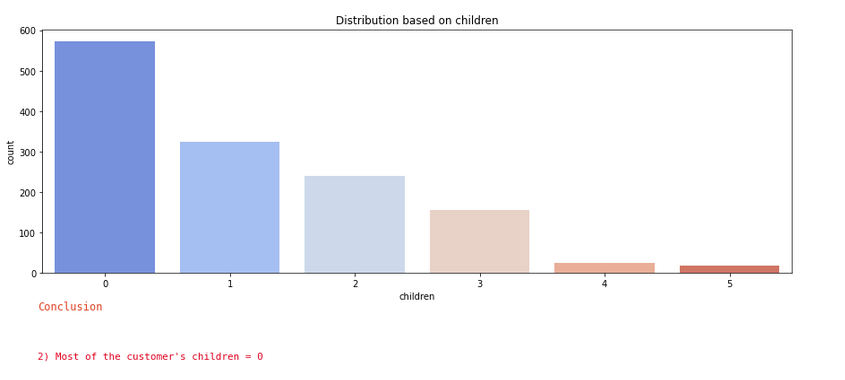 Distribution based on children
600
500
400
300
200
100
0
count
0 1 2 3 4 5
children
Conclusion
2) Most of the customer's children = 0